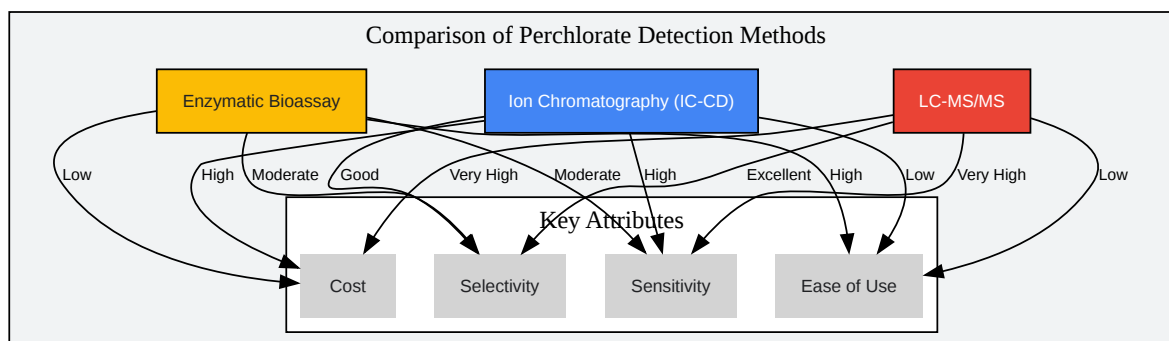 Comparison of Perchlorate Detection Methods
Enzymatic Bioassay
Ion Chromatography (IC-CD)
LC-MS/MS
Low
High
Moderate
Good
Very High
Moderate
High
Excellent
High
Low
Very High
Low
Key Attributes
Cost
Selectivity
Sensitivity
Ease of Use